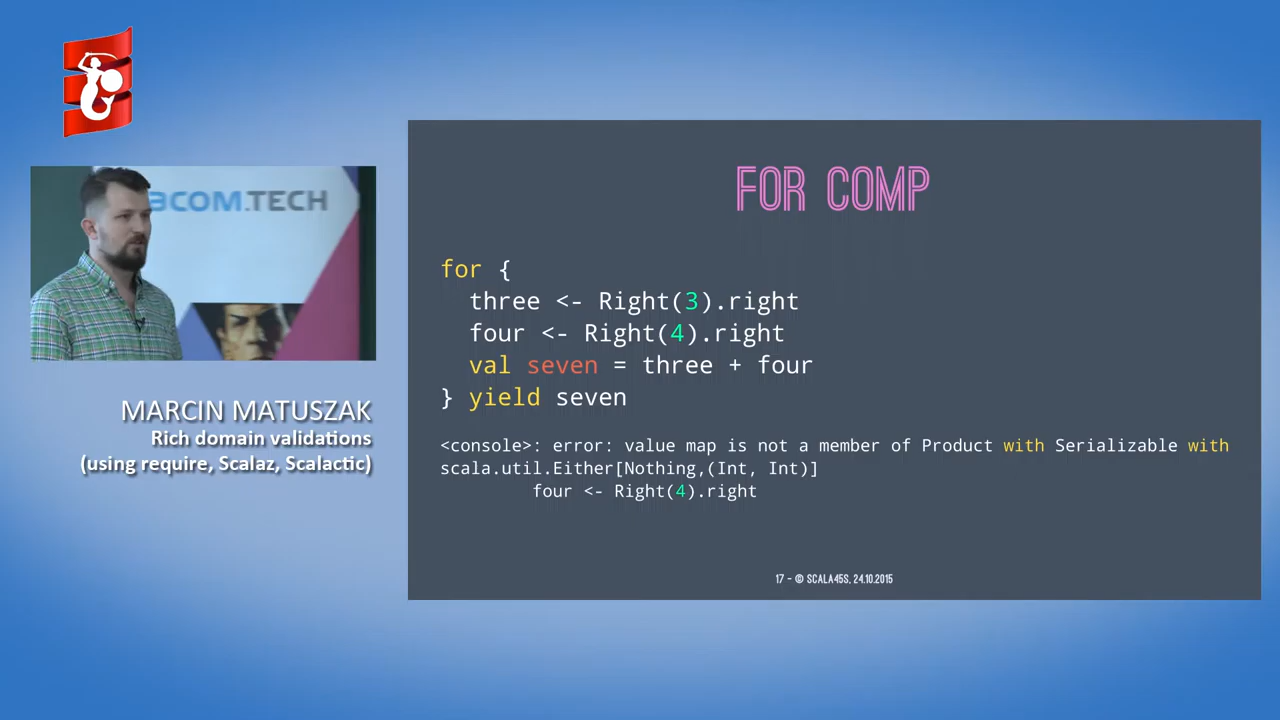 3COM.TECH
MARCIN MATUSZAK
Rich domain validations
(using require, Scalaz, Scalactic)
FOR COMP
for {
  three <- Right(3).right
  four <- Right(4).right
  val seven = three + four
} yield seven
<console>: error: value map is not a member of Product with Serializable with
scala.util.Either[Nothing,(Int, Int)]
         four <- Right(4).right
17 - © SCALA45S, 24.10.2015